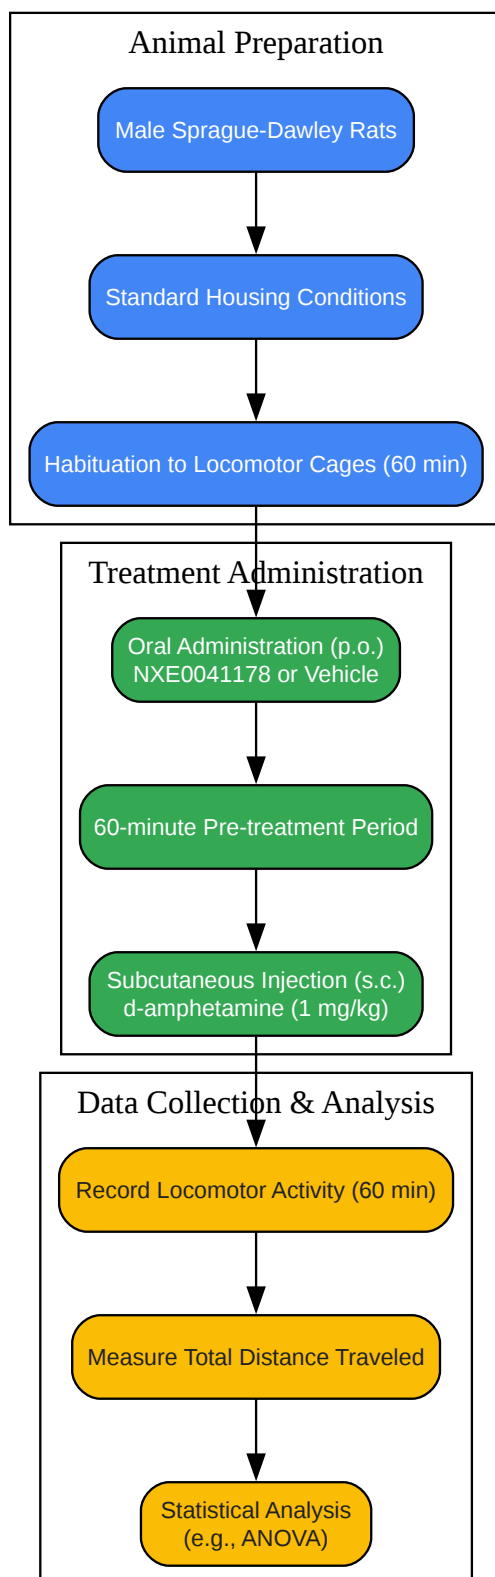 Animal Preparation
Male Sprague-Dawley Rats
Standard Housing Conditions
Habituation to Locomotor Cages (60 min)
Treatment Administration
Oral Administration (p.o.)
NXE0041178 or Vehicle
60-minute Pre-treatment Period
Subcutaneous Injection (s.c.)
d-amphetamine (1 mg/kg)
Data Collection & Analysis
Record Locomotor Activity (60 min)
Measure Total Distance Traveled
Statistical Analysis
(e.g., ANOVA)